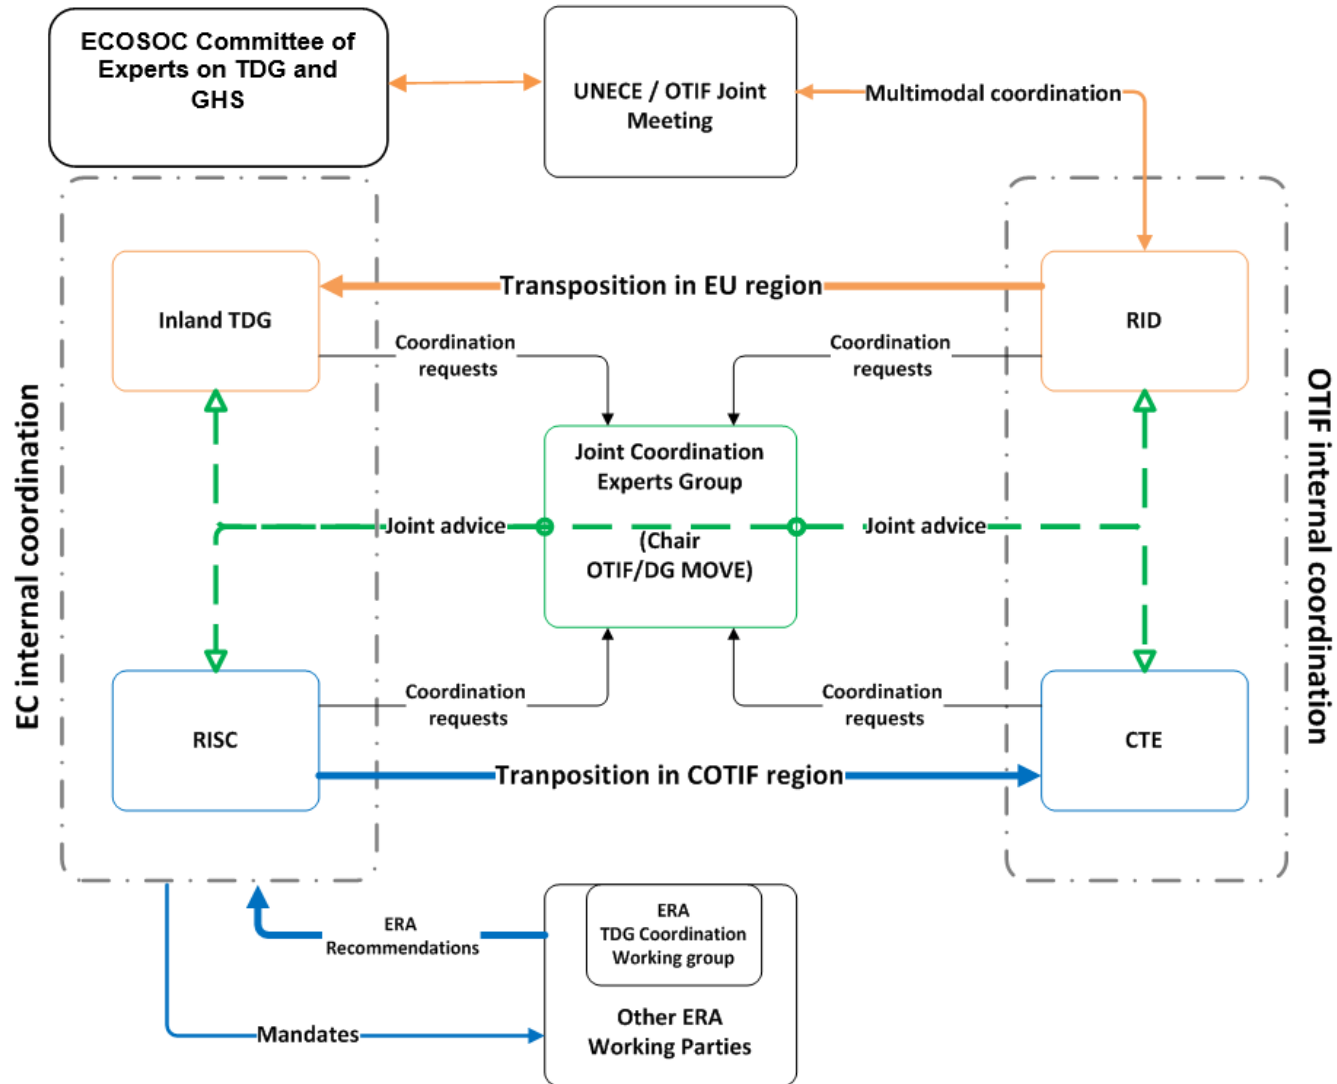 ECOSOC Committee of
Experts on TDG and
GHS
UNECE / OTIF Joint
Meeting
Multimodal coordination
Inland TDG
Transposition in EU region
RID
Coordination
requests
Coordination
requests
EC internal coordination
OTIF internal coordination
Joint Coordination
Experts Group
Joint advice
(Chair
OTIF/DG MOVE)
Joint advice
RISC
Coordination
requests
Coordination
requests
CTE
Tranposition in COTIF region
ERA
Recommendations
ERA
TDG Coordination
Working group
Mandates
Other ERA
Working Parties